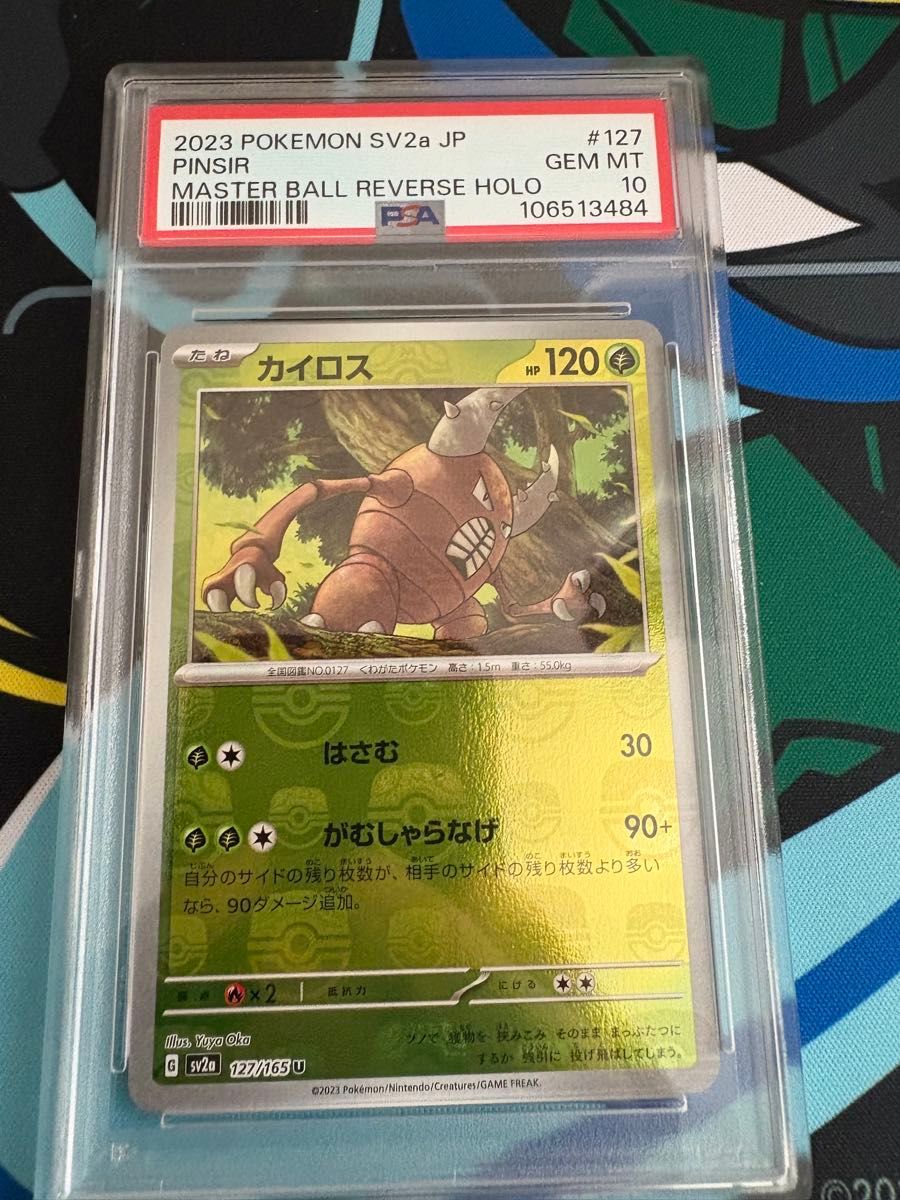 2023 POKEMON SV2a JP #127
PINSIR GEM MT
MASTER BALL REVERSE HOLO 10
PSA 106513484
たね カイロス HP 120
全国図鑑NO.0127 くわがたポケモン 高さ:1.5m 重さ:55.0kg
はさむ 30
がむしゃらなげ 90+
自分のサイドの残り枚数が、相手のサイドの残り枚数より多い
なら、90ダメージ追加。
弱点 ×2 抵抗力 にげる
Illus. Yuya Oka
ツノで 獲物を 挟みこみ そのまま まっぷたつに
するか 強引に 投げ飛ばしてしまう。
G sv2a 127/165 U
©2023 Pokémon/Nintendo/Creatures/GAME FREAK.